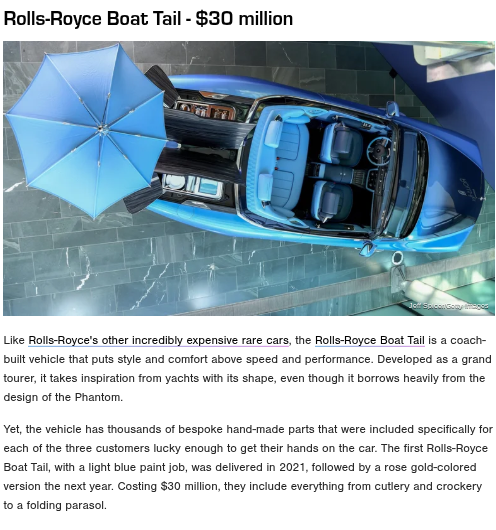 Rolls-Royce Boat Tail - $30 million
Jon Spicer/Getty Images
Like Rolls-Royce's other incredibly expensive rare cars, the Rolls-Royce Boat Tail is a coach-
built vehicle that puts style and comfort above speed and performance. Developed as a grand
tourer, it takes inspiration from yachts with its shape, even though it borrows heavily from the
design of the Phantom.
Yet, the vehicle has thousands of bespoke hand-made parts that were included specifically for
each of the three customers lucky enough to get their hands on the car. The first Rolls-Royce
Boat Tail, with a light blue paint job, was delivered in 2021, followed by a rose gold-colored
version the next year. Costing $30 million, they include everything from cutlery and crockery
to a folding parasol.